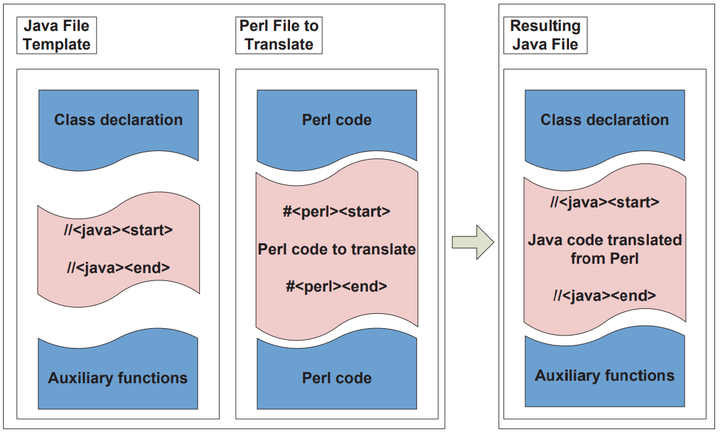 Java File
Template
Class declaration
//<java><start>
//<java><end>
Auxiliary functions
Perl File to
Translate
Perl code
#<perl><start>
Perl code to translate
#<perl><end>
Perl code
Resulting
Java File
Class declaration
//<java><start>
Java code translated
from Perl
//<java><end>
Auxiliary functions